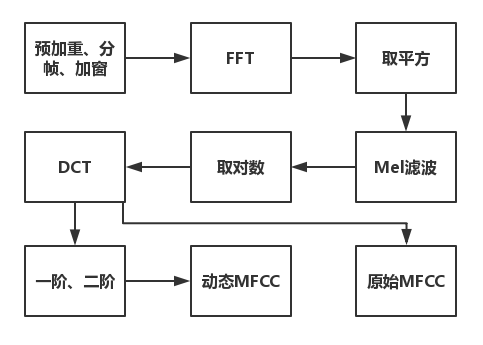 预加重、分
帧、加窗
FFT
取平方
DCT
取对数
Mel滤波
一阶、二阶
动态MFCC
原始MFCC